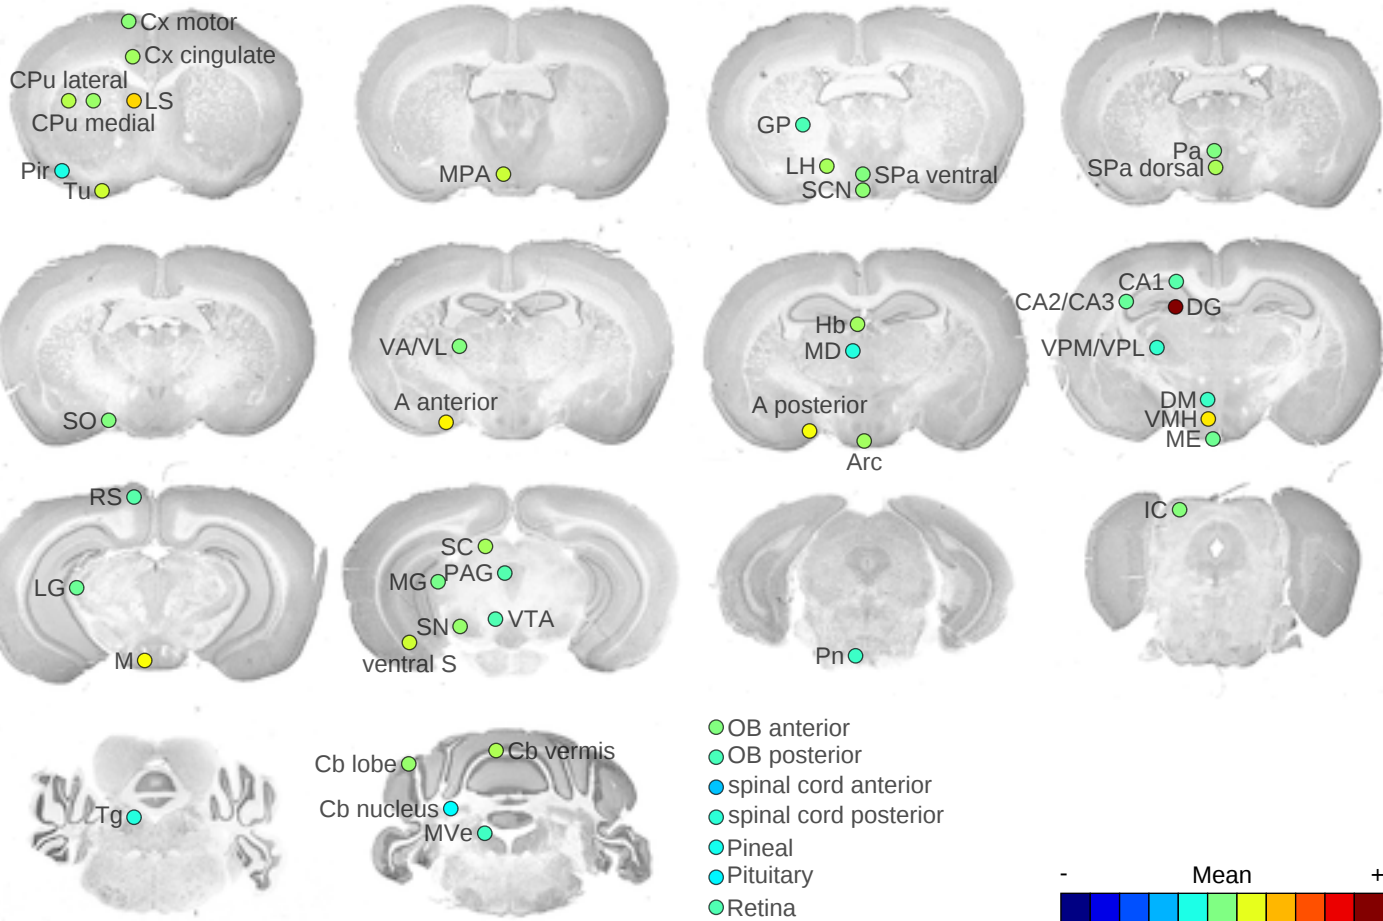 Cx motor
Cx cingulate
CPu lateral
LS
CPu medial
Pir
Tu
MPA
GP
LH
SPa ventral
SCN
Pa
SPa dorsal
SO
VA/VL
A anterior
Hb
MD
A posterior
Arc
CA1
CA2/CA3
DG
VPM/VPL
DM
VMH
ME
RS
LG
M
SC
MG
PAG
SN
VTA
ventral S
Pn
IC
Tg
Cb lobe
Cb vermis
Cb nucleus
MVe
OB anterior
OB posterior
spinal cord anterior
spinal cord posterior
Pineal
Pituitary
Retina
- Mean +